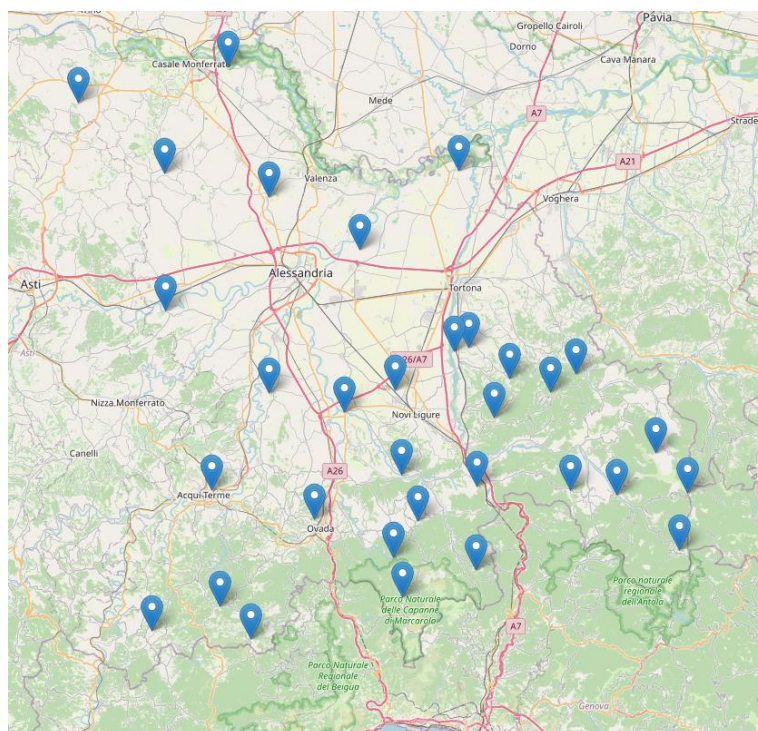 Pavia
Gropello Cairoli
Dorno
Cava Manara
Casale Monferrato
Mede
A7
Strade
A21
Valenza
Voghera
Alessandria
Asti
Tortona
Asti
26/A7
Nizza Monferrato
Novi Ligure
Canelli
A26
Acqui Terme
Ovada
Parco Naturale
delle Capanne
di Marcarolo
Parco naturale
regionale
dell'Antola
A7
Parco Naturale
Regionale
del Beigua
Genova